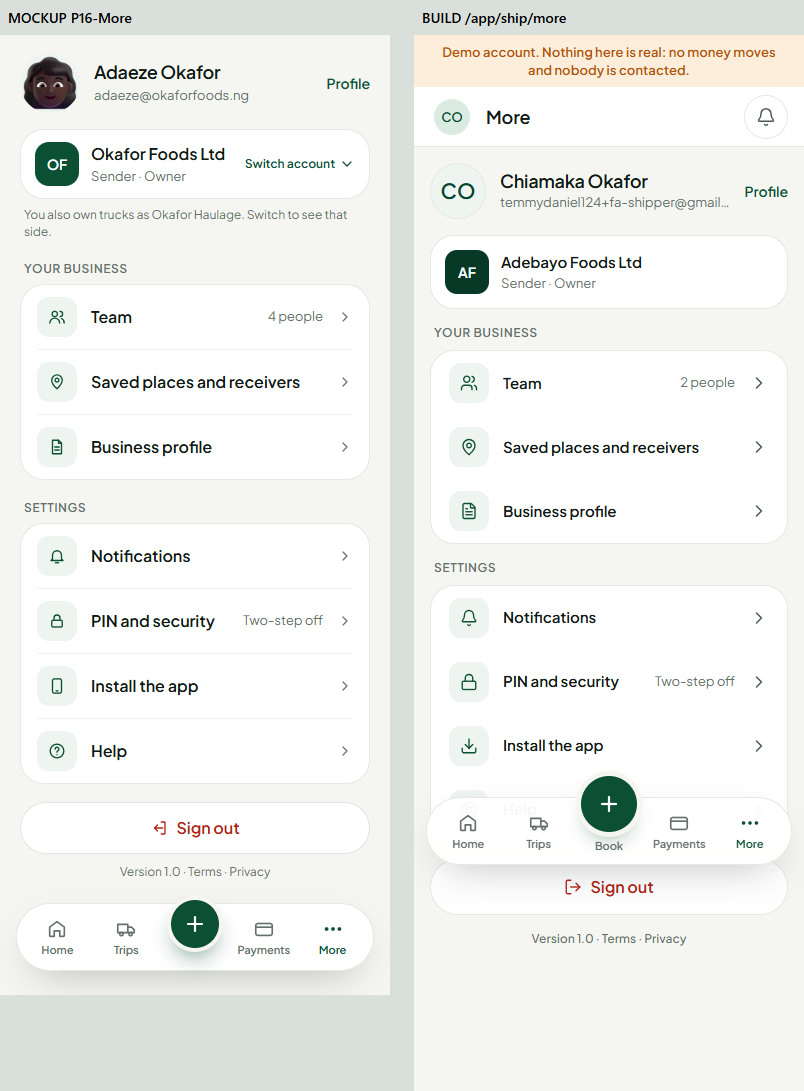 MOCKUP P16-More
Adaeze Okafor
adaeze@okaforfoods.ng
Profile
OF
Okafor Foods Ltd
Sender · Owner
Switch account
You also own trucks as Okafor Haulage. Switch to see that
side.
YOUR BUSINESS
Team
4 people
Saved places and receivers
Business profile
SETTINGS
Notifications
PIN and security
Two-step off
Install the app
Help
Sign out
Version 1.0 · Terms · Privacy
Home
Trips
Payments
More
BUILD /app/ship/more
Demo account. Nothing here is real: no money moves
and nobody is contacted.
CO
More
CO
Chiamaka Okafor
temmydaniel124+fa-shipper@gmail...
Profile
AF
Adebayo Foods Ltd
Sender · Owner
YOUR BUSINESS
Team
2 people
Saved places and receivers
Business profile
SETTINGS
Notifications
PIN and security
Two-step off
Install the app
Help
Home
Trips
Book
Payments
More
Sign out
Version 1.0 · Terms · Privacy